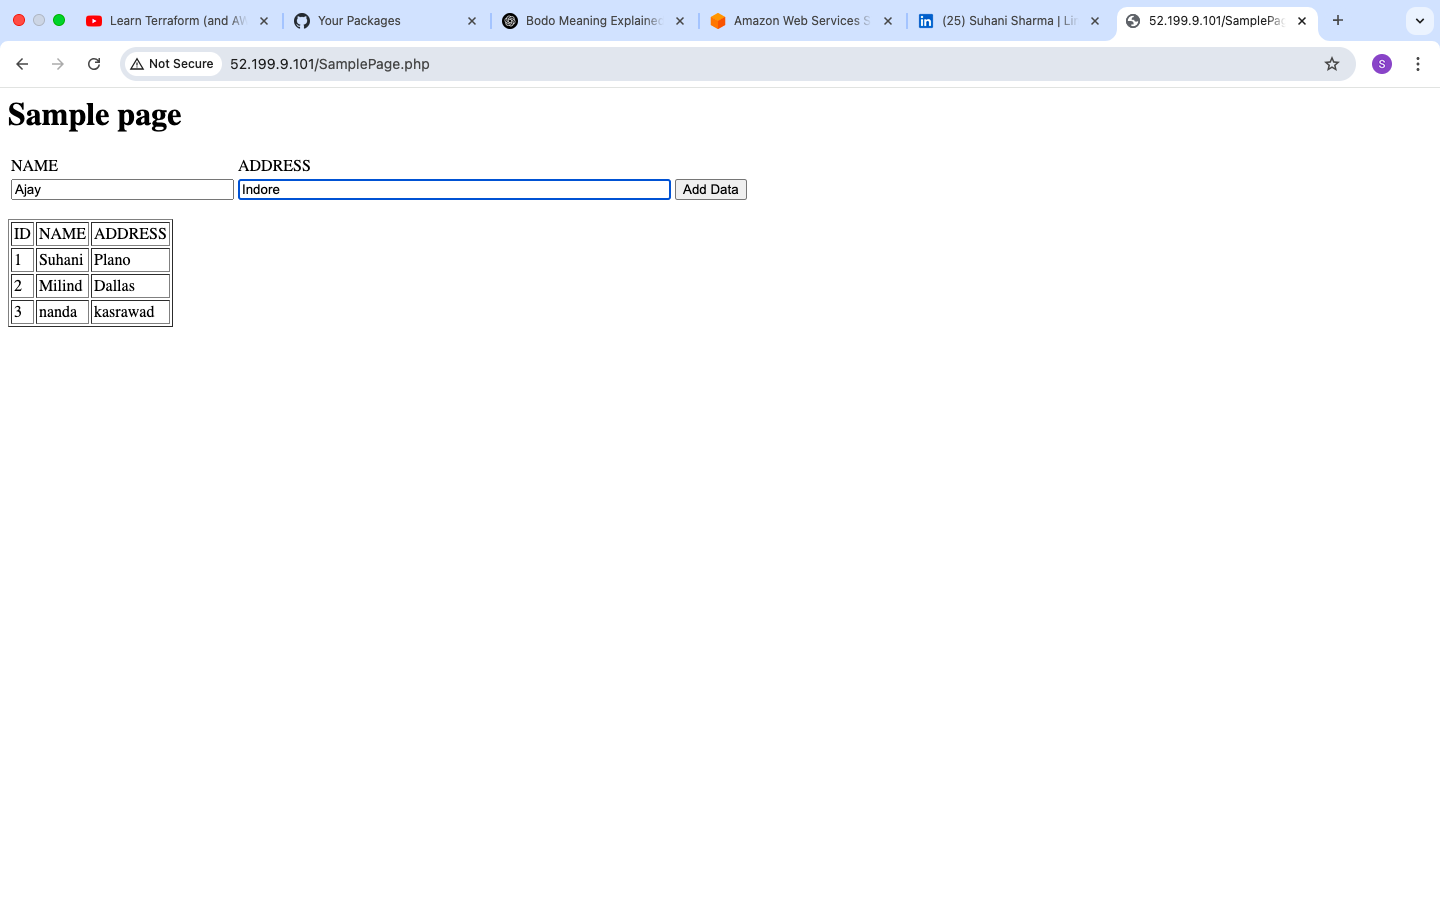 Learn Terraform (and AW
Your Packages
Bodo Meaning Explained
Amazon Web Services S
(25) Suhani Sharma | Lin
52.199.9.101/SamplePag
Not Secure
52.199.9.101/SamplePage.php
S
Sample page
NAME ADDRESS
Ajay Indore Add Data
ID NAME ADDRESS
1 Suhani Plano
2 Milind Dallas
3 nanda kasrawad